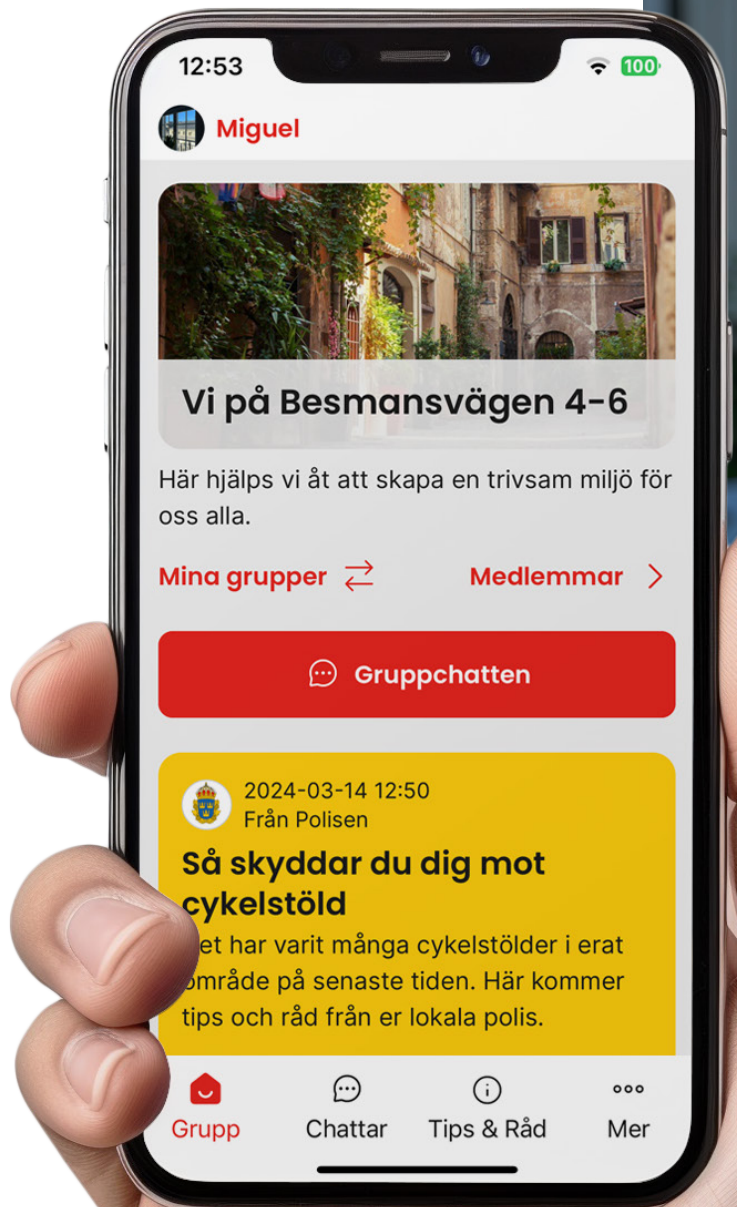 12:53
100
Miguel
Vi på Besmansvägen 4-6
Här hjälps vi åt att skapa en trivsam miljö för
oss alla.
Mina grupper
Medlemmar
Gruppchatten
2024-03-14 12:50
Från Polisen
Så skyddar du dig mot
cykelstöld
et har varit många cykelstölder i erat
område på senaste tiden. Här kommer
tips och råd från er lokala polis.
Grupp
Chattar
Tips & Råd
Mer